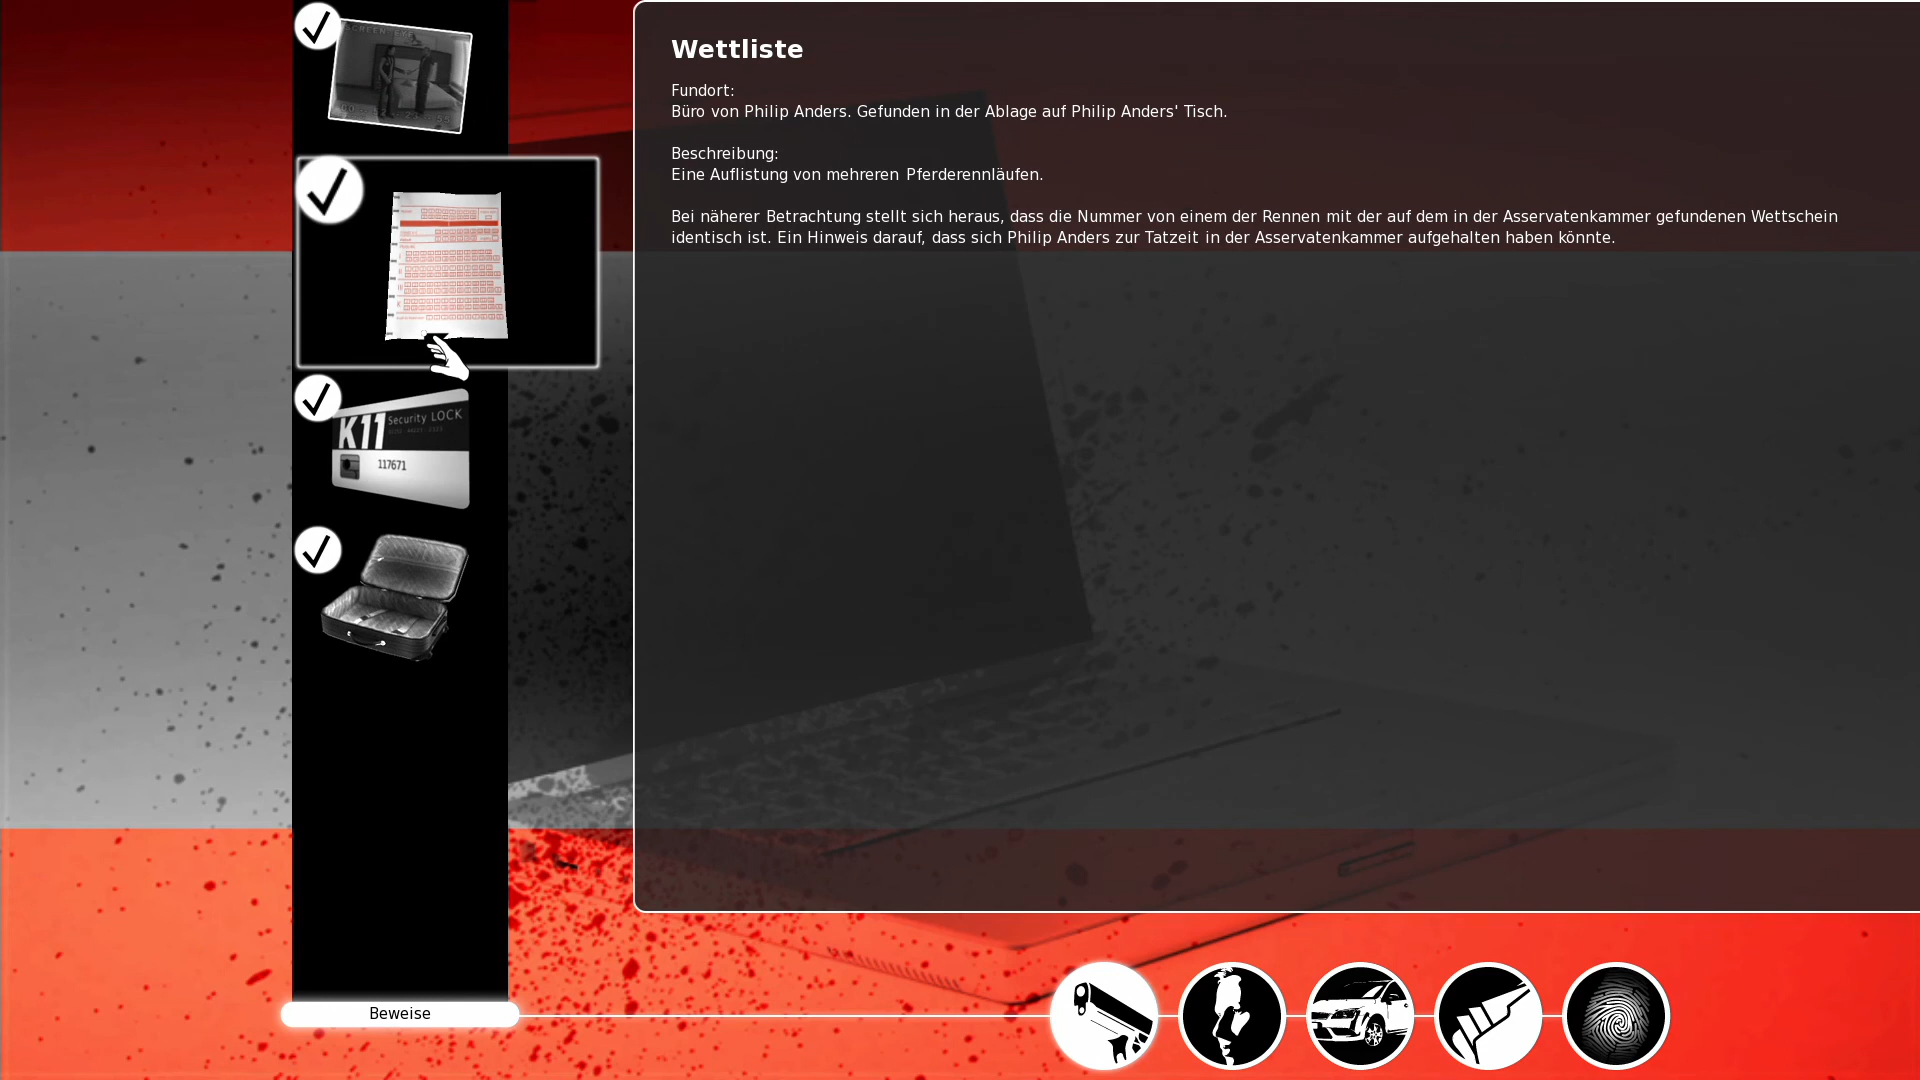 SCREEN EYE
Wettliste
Fundort:
Büro von Philip Anders. Gefunden in der Ablage auf Philip Anders' Tisch.
Beschreibung:
Eine Auflistung von mehreren Pferderennläufen.
Bei näherer Betrachtung stellt sich heraus, dass die Nummer von einem der Rennen mit der auf dem in der Asservatenkammer gefundenen Wettschein
identisch ist. Ein Hinweis darauf, dass sich Philip Anders zur Tatzeit in der Asservatenkammer aufgehalten haben könnte.
K11
Security LOCK
117671
Beweise